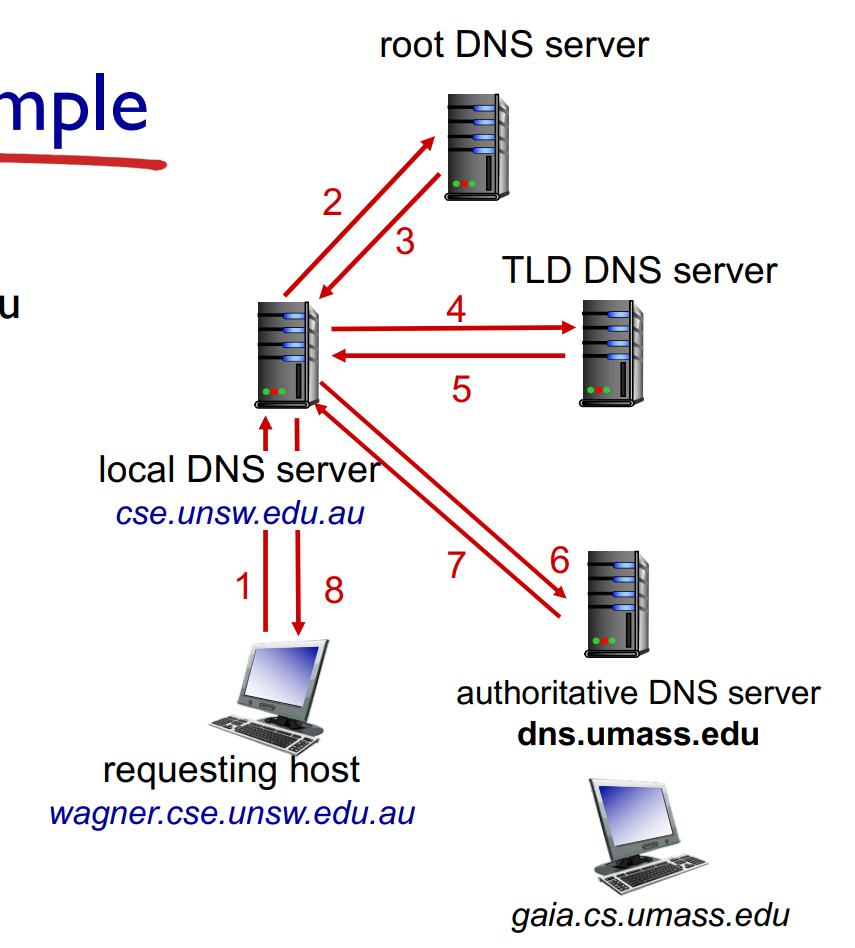 root DNS server
mple
2
3
TLD DNS server
u
4
5
local DNS server
cse.unsw.edu.au
1
8
7
6
authoritative DNS server
dns.umass.edu
requesting host
wagner.cse.unsw.edu.au
gaia.cs.umass.edu